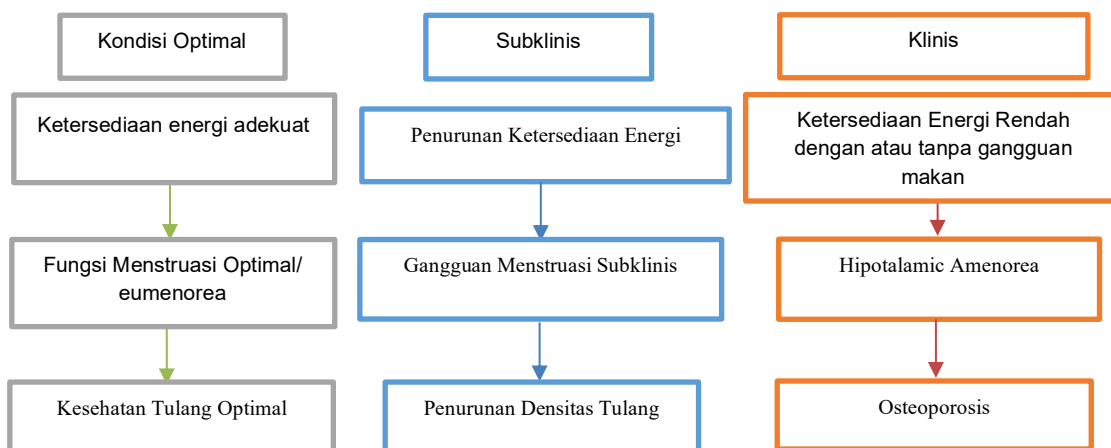 Kondisi Optimal
Subklinis
Klinis
Ketersediaan energi adekuat
Penurunan Ketersediaan Energi
Ketersediaan Energi Rendah
dengan atau tanpa gangguan
makan
Fungsi Menstruasi Optimal/
eumenorea
Gangguan Menstruasi Subklinis
Hipotalamic Amenorea
Kesehatan Tulang Optimal
Penurunan Densitas Tulang
Osteoporosis